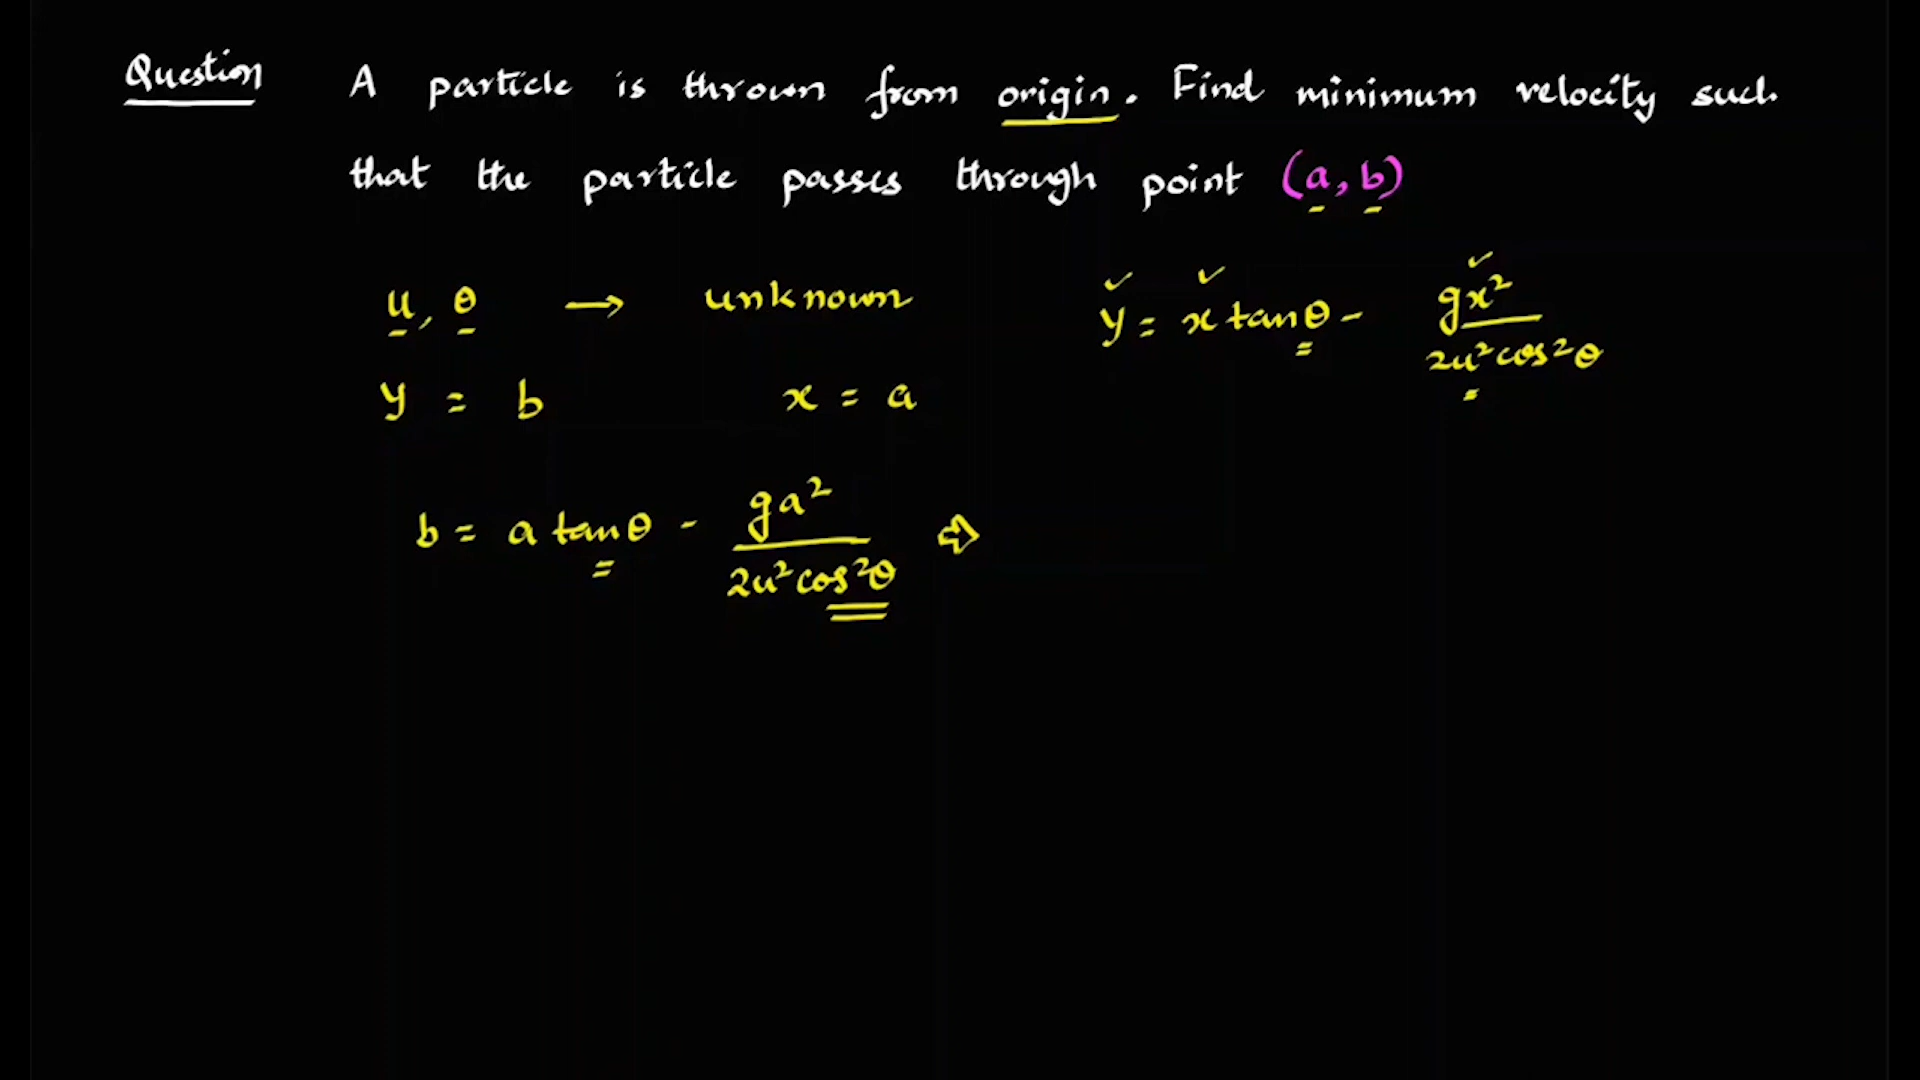 Question A particle is thrown from origin. Find minimum velocity such
that the particle passes through point (a, b)
u, θ → unknown
y = x tanθ - gx² / 2u²cos²θ
y = b x = a
b = a tanθ - ga² / 2u²cos²θ ⇨